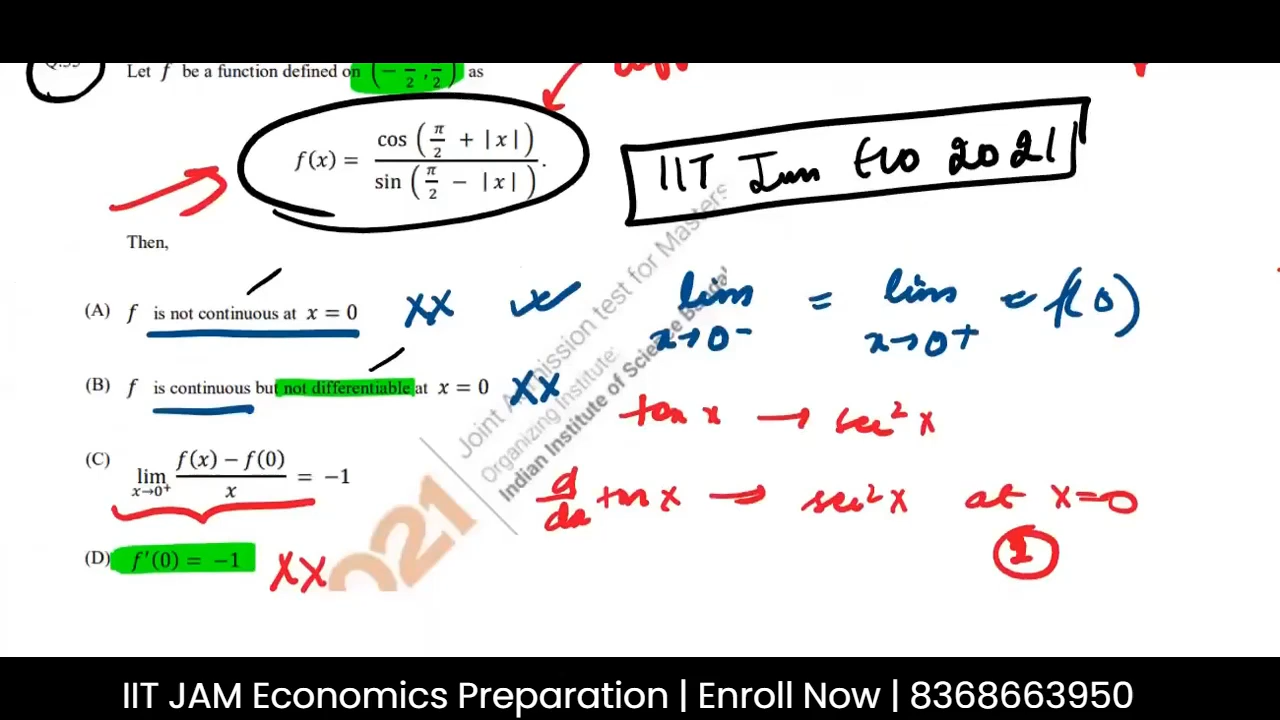 Let f be a function defined on (− π/2 , π/2) as
f(x) = cos (π/2 + |x|) / sin (π/2 − |x|) .
IIT Jam Eco 2021
Then,
(A) f is not continuous at x = 0 XX
lim x→0− = lim x→0+ = f(0)
(B) f is continuous but not differentiable at x = 0 XX
tan x → sec² x
(C) lim x→0⁺ f(x) − f(0) / x = −1
d/dx tan x → sec² x at x=0
1
(D) f′(0) = −1 XX
Joint Admission test for Masters
Organizing Institute:
Indian Institute of Science
2021
IIT JAM Economics Preparation | Enroll Now | 8368663950